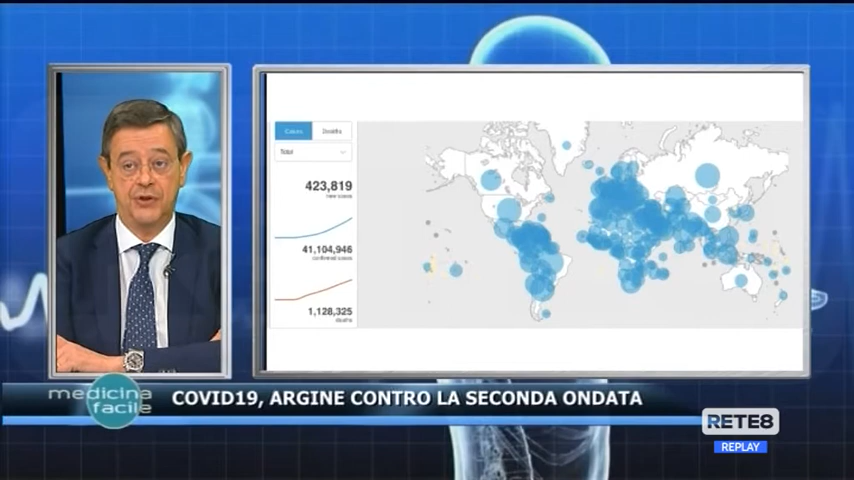 Cases Deaths
Total
423,819
new cases
41,104,946
confirmed cases
1,128,325
deaths
medicina
facile
COVID19, ARGINE CONTRO LA SECONDA ONDATA
RETE8
REPLAY